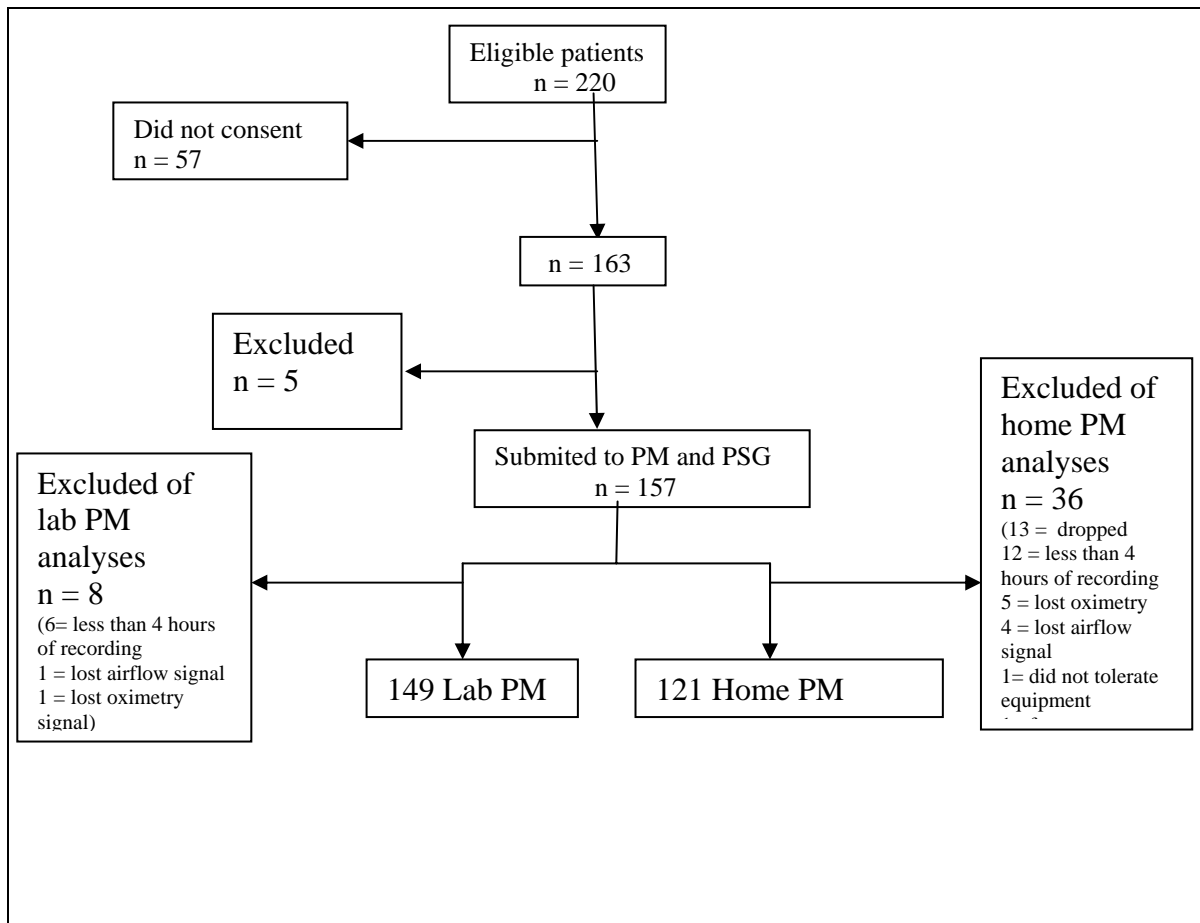 Eligible patients
n = 220
Did not consent
n = 57
n = 163
Excluded
n = 5
Submited to PM and PSG
n = 157
Excluded of
lab PM
analyses
n = 8
(6= less than 4 hours
of recording
1 = lost airflow signal
1 = lost oximetry
signal)
Excluded of
home PM
analyses
n = 36
(13 = dropped
12 = less than 4
hours of recording
5 = lost oximetry
4 = lost airflow
signal
1= did not tolerate
equipment
149 Lab PM
121 Home PM